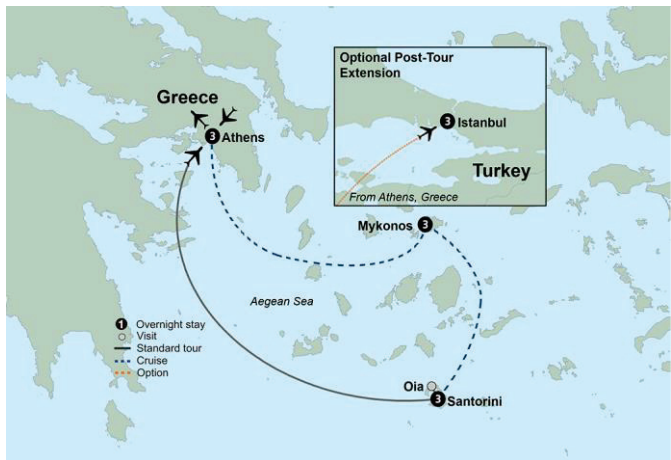 Optional Post-Tour
Extension
3 Istanbul
Turkey
From Athens, Greece
Greece
3 Athens
Mykonos 3
Aegean Sea
1 Overnight stay
Visit
Standard tour
Cruise
Option
Oia
3 Santorini